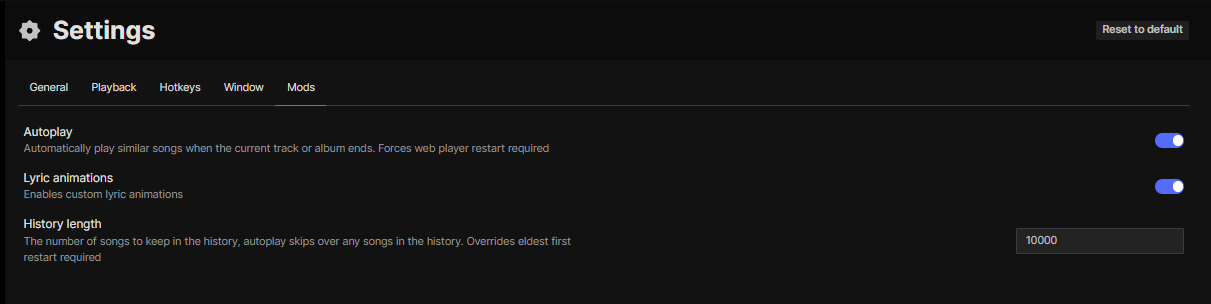 Settings
Reset to default
General Playback Hotkeys Window Mods
Autoplay
Automatically play similar songs when the current track or album ends. Forces web player restart required
Lyric animations
Enables custom lyric animations
History length
The number of songs to keep in the history, autoplay skips over any songs in the history. Overrides eldest first
restart required
10000